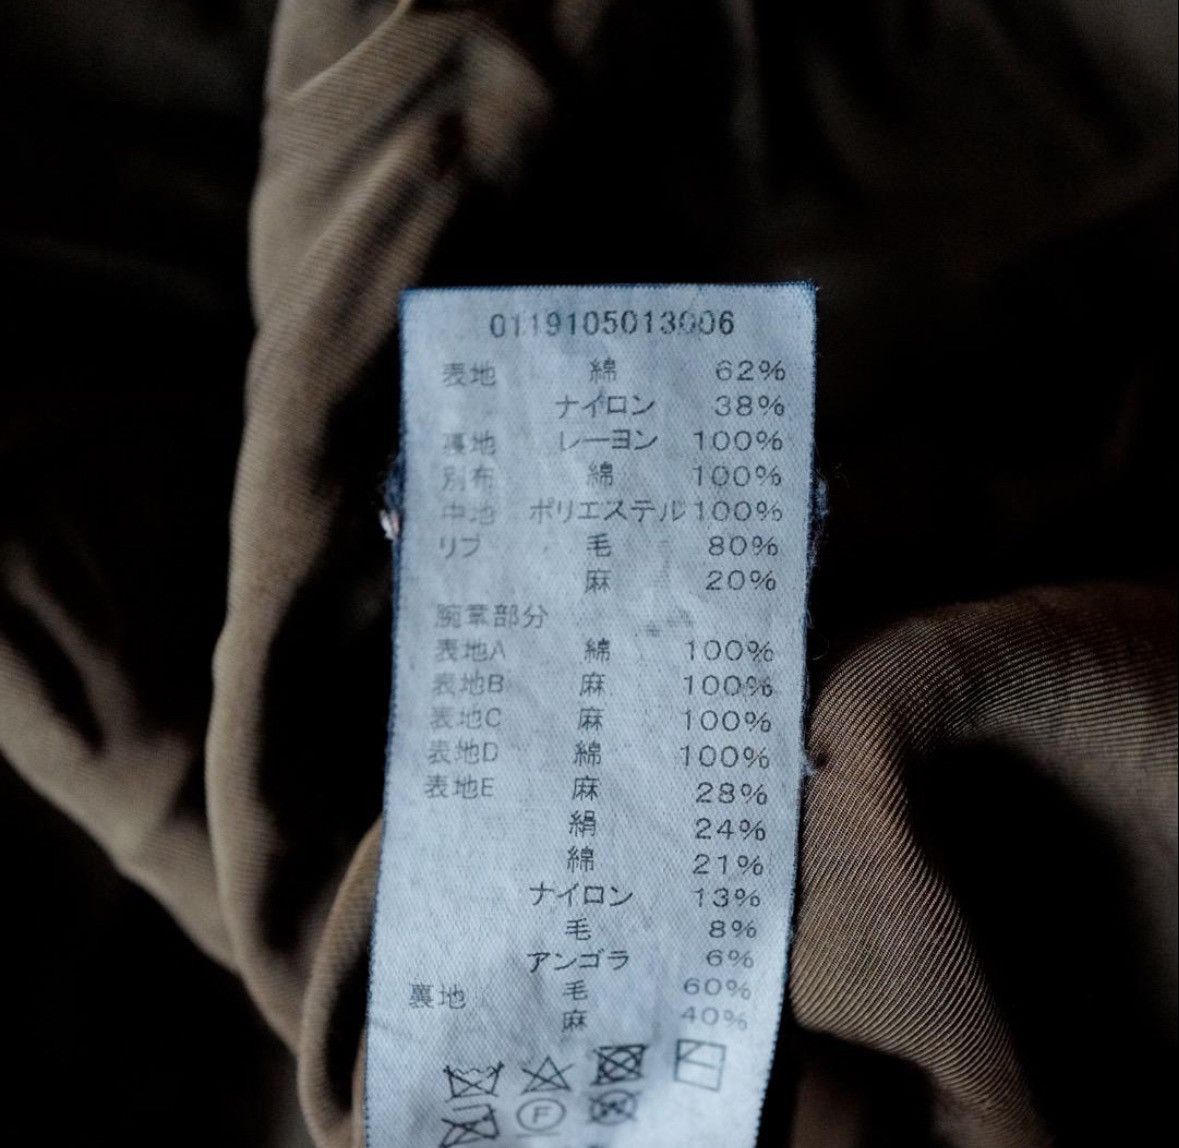 0119105013006
表地 綿 62%
ナイロン 38%
裏地 レーヨン 100%
別布 綿 100%
中地 ポリエステル 100%
リブ 毛 80%
麻 20%
腕章部分
表地A 綿 100%
表地B 麻 100%
表地C 麻 100%
表地D 綿 100%
表地E 麻 28%
絹 24%
綿 21%
ナイロン 13%
毛 8%
アンゴラ 6%
裏地 毛 60%
麻 40%
F W